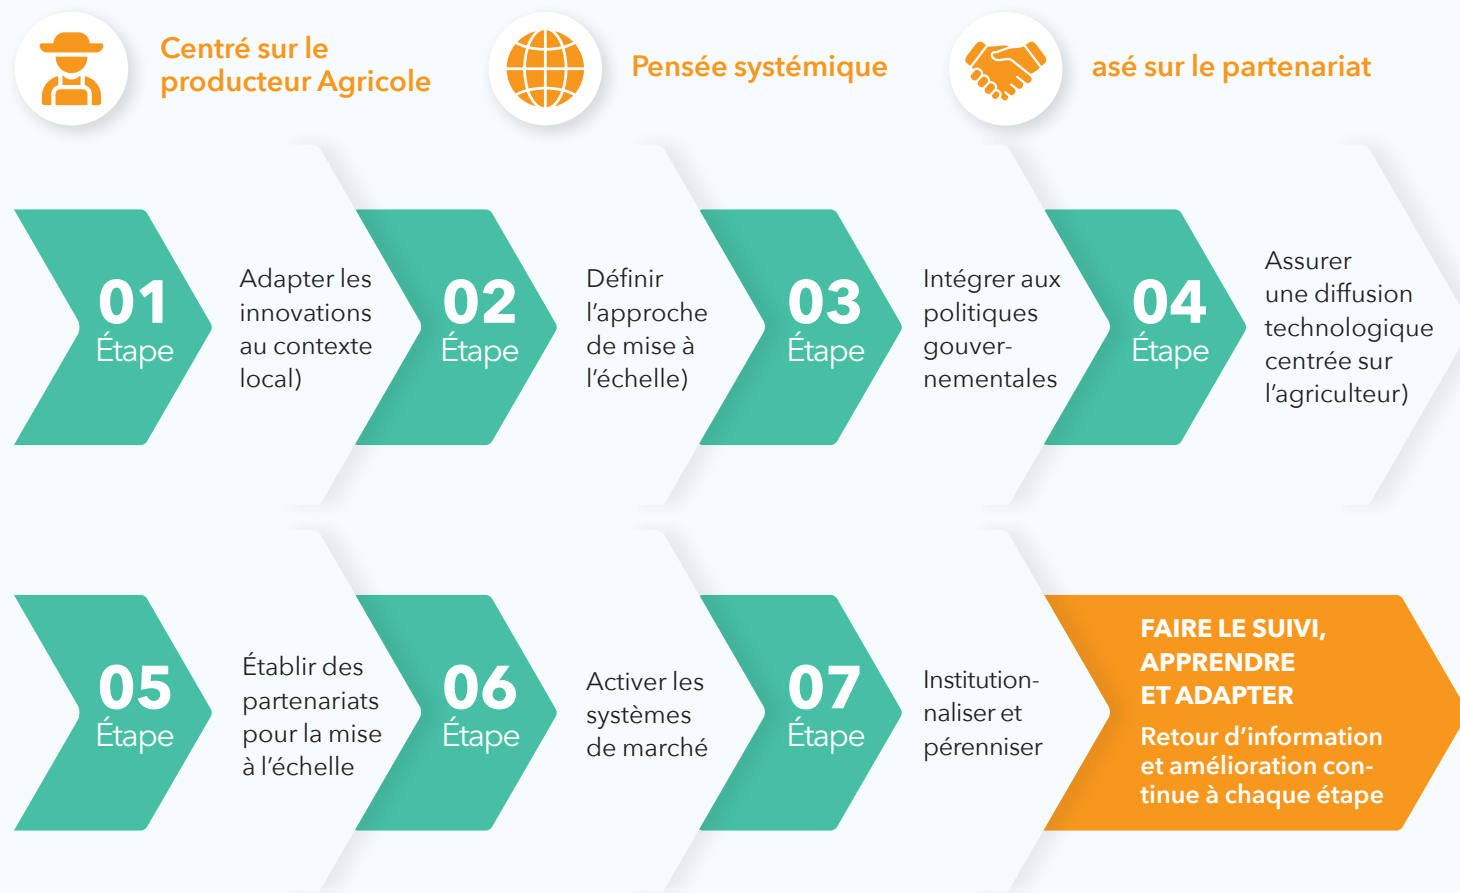 Centré sur le
producteur Agricole
Pensée systémique
asé sur le partenariat
01
Étape
Adapter les
innovations
au contexte
local)
02
Étape
Définir
l’approche
de mise à
l’échelle)
03
Étape
Intégrer aux
politiques
gouver-
nementales
04
Étape
Assurer
une diffusion
technologique
centrée sur
l’agriculteur)
05
Étape
Établir des
partenariats
pour la mise
à l’échelle
06
Étape
Activer les
systèmes
de marché
07
Étape
Institution-
naliser et
pérenniser
FAIRE LE SUIVI,
APPRENDRE
ET ADAPTER
Retour d’information
et amélioration con-
tinue à chaque étape